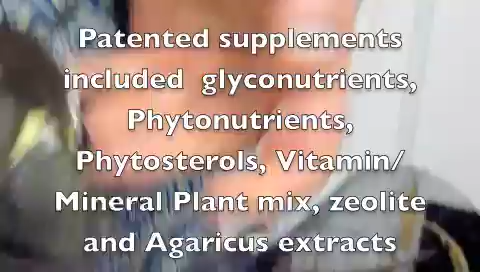 Patented supplements
included glyconutrients,
Phytonutrients,
Phytosterols, Vitamin/
Mineral Plant mix, zeolite
and Agaricus extracts